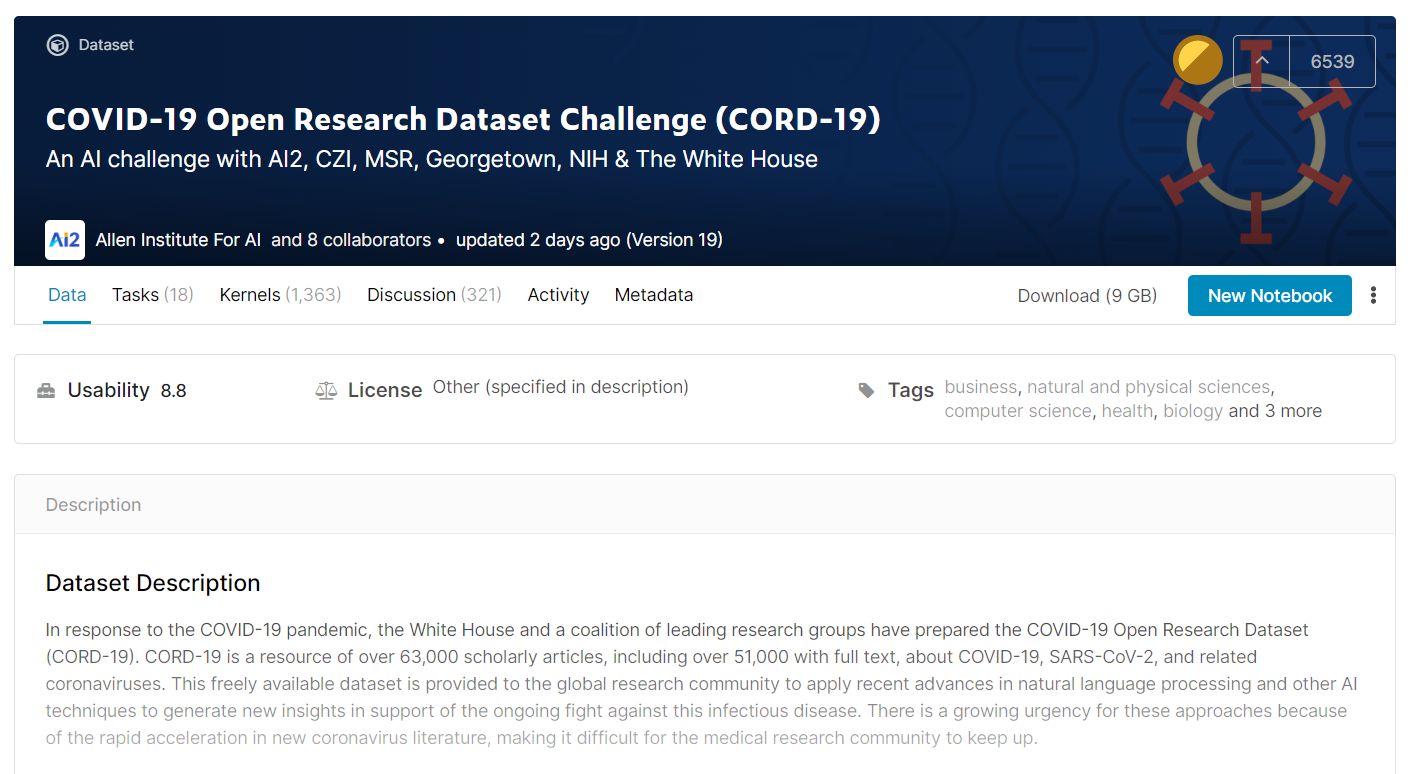 Dataset
6539
COVID-19 Open Research Dataset Challenge (CORD-19)
An AI challenge with AI2, CZI, MSR, Georgetown, NIH & The White House
Ai2 Allen Institute For AI and 8 collaborators • updated 2 days ago (Version 19)
Data Tasks (18) Kernels (1,363) Discussion (321) Activity Metadata Download (9 GB) New Notebook
Usability 8.8 License Other (specified in description) Tags business, natural and physical sciences,
computer science, health, biology and 3 more
Description
Dataset Description
In response to the COVID-19 pandemic, the White House and a coalition of leading research groups have prepared the COVID-19 Open Research Dataset
(CORD-19). CORD-19 is a resource of over 63,000 scholarly articles, including over 51,000 with full text, about COVID-19, SARS-CoV-2, and related
coronaviruses. This freely available dataset is provided to the global research community to apply recent advances in natural language processing and other AI
techniques to generate new insights in support of the ongoing fight against this infectious disease. There is a growing urgency for these approaches because
of the rapid acceleration in new coronavirus literature, making it difficult for the medical research community to keep up.